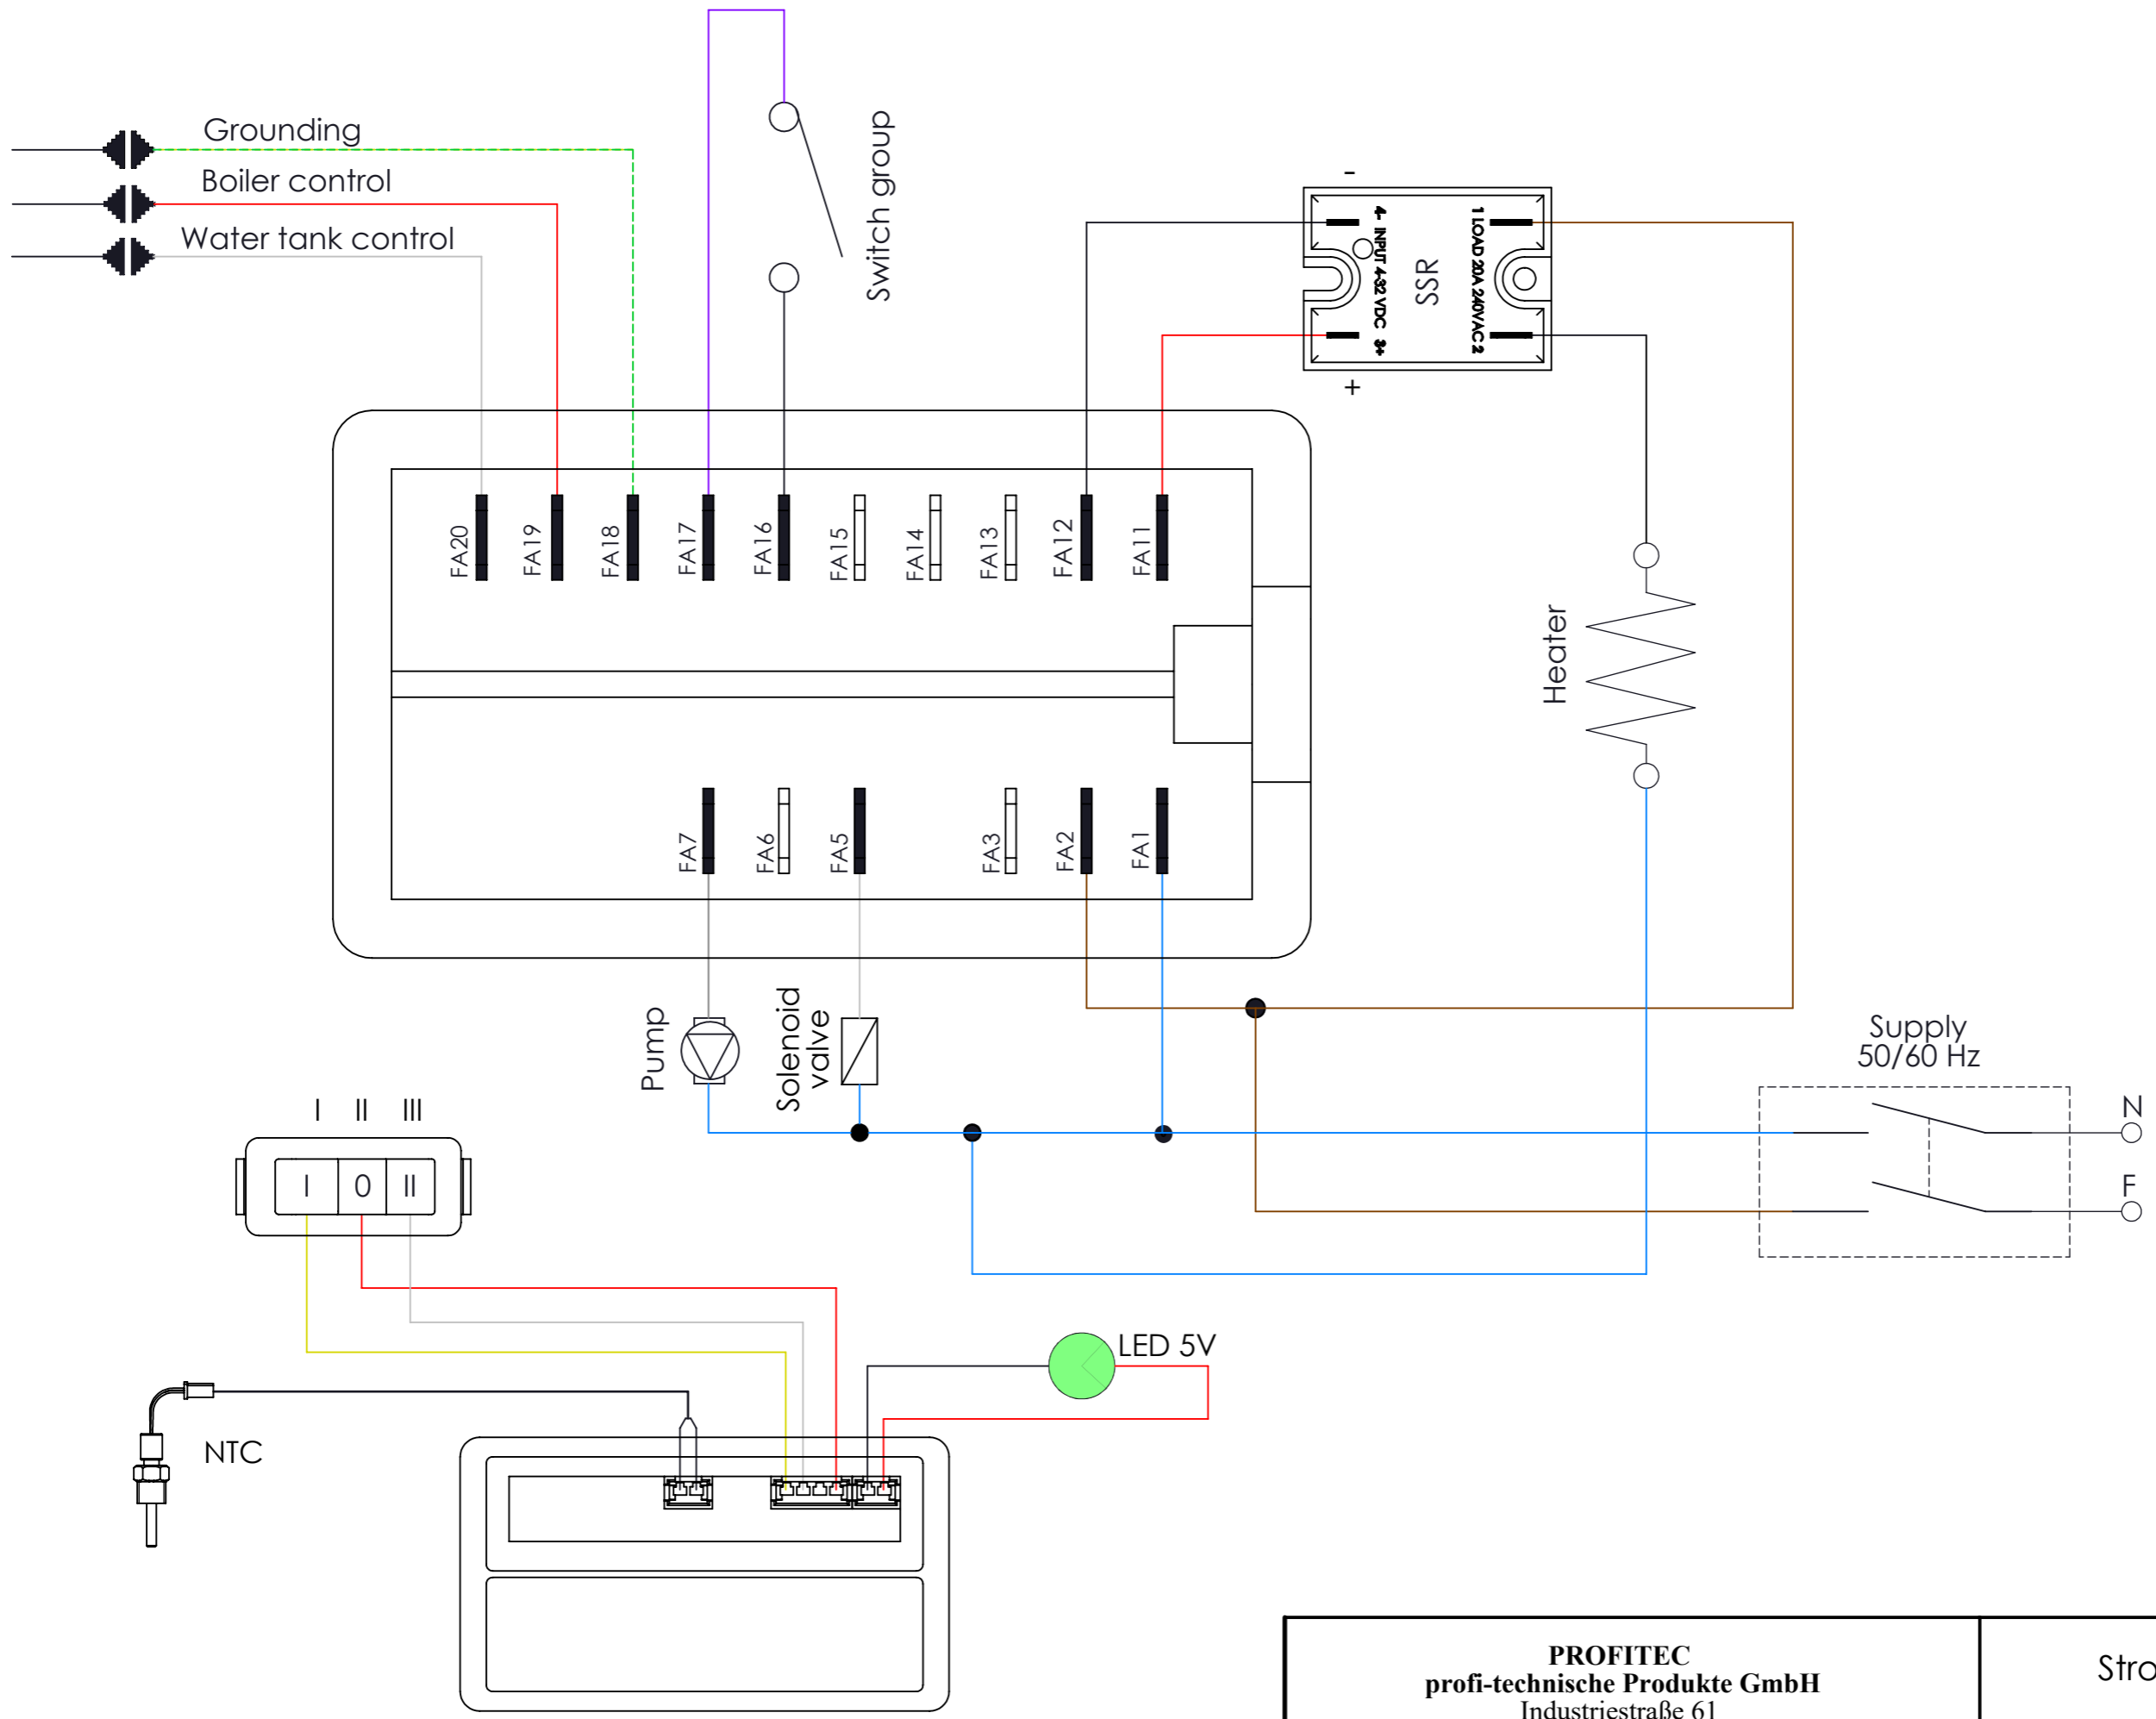 Grounding
Boiler control
Water tank control
Switch group
-
4- INPUT 4-32 VDC 3+
SSR
1 LOAD 20A 240VAC 2
+
FA20
FA19
FA18
FA17
FA16
FA15
FA14
FA13
FA12
FA11
Heater
FA7
FA6
FA5
FA3
FA2
FA1
Pump
Solenoid
valve
Supply
50/60 Hz
N
F
I II III
I 0 II
LED 5V
NTC
PROFITEC
profi-technische Produkte GmbH
Industriestraße 61
Stro